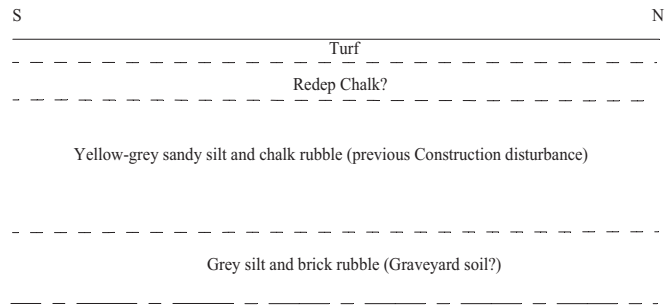 S N
Turf
Redep Chalk?
Yellow-grey sandy silt and chalk rubble (previous Construction disturbance)
Grey silt and brick rubble (Graveyard soil?)